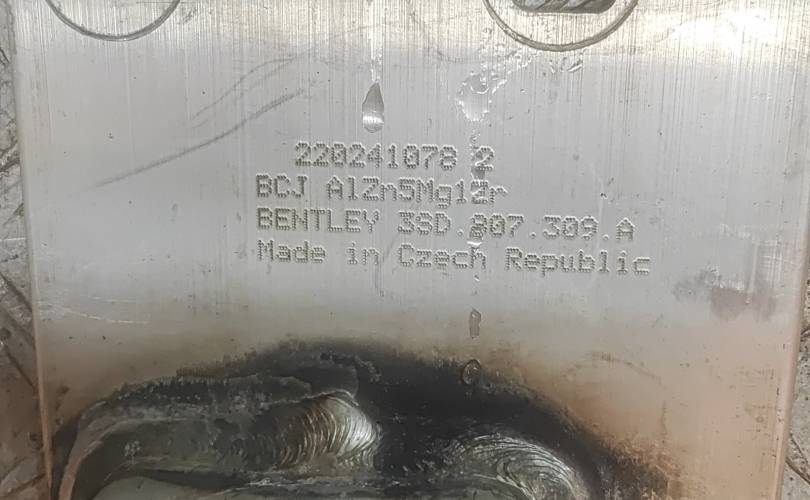 220241078 2
BCJ AlZn5Mg1Zr
BENTLEY 3SD.807.309.A
Made in Czech Republic